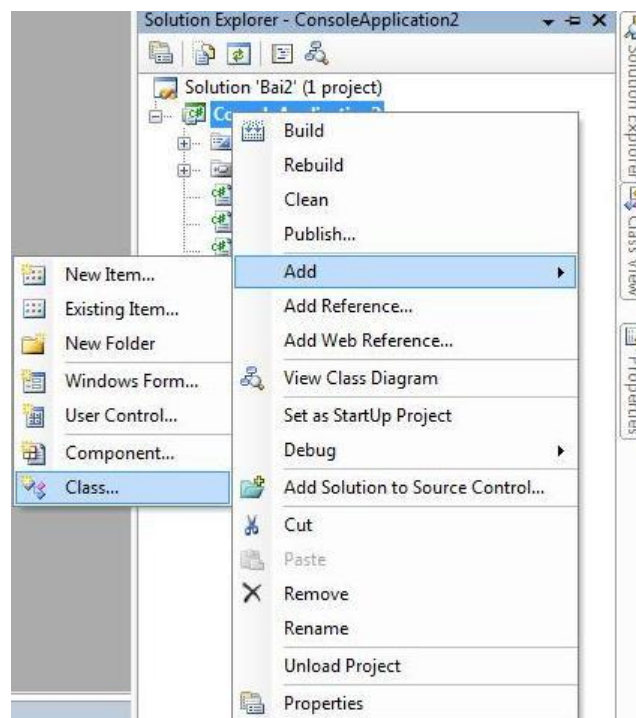 Solution Explorer - ConsoleApplication2
Solution 'Bai2' (1 project)
Build
Rebuild
Clean
Publish...
Add
Add Reference...
Add Web Reference...
View Class Diagram
Set as StartUp Project
Debug
Add Solution to Source Control...
Cut
Paste
Remove
Rename
Unload Project
Properties
New Item...
Existing Item...
New Folder
Windows Form...
User Control...
Component...
Class...
Solution Explorer
Class View
Properties